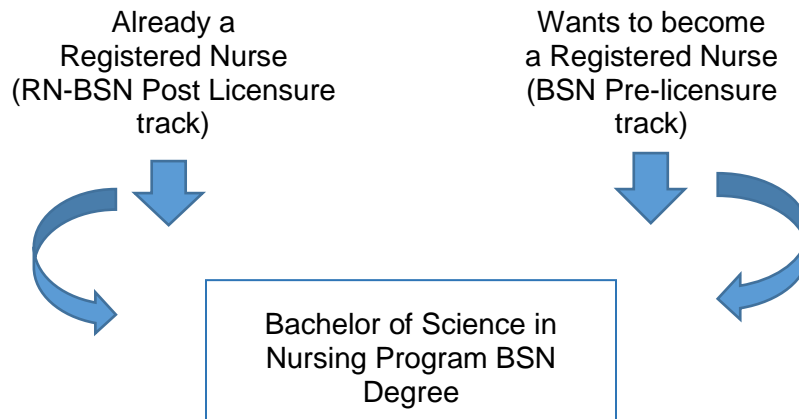 Already a
Registered Nurse
(RN-BSN Post Licensure
track)
Wants to become
a Registered Nurse
(BSN Pre-licensure
track)
Bachelor of Science in
Nursing Program BSN
Degree